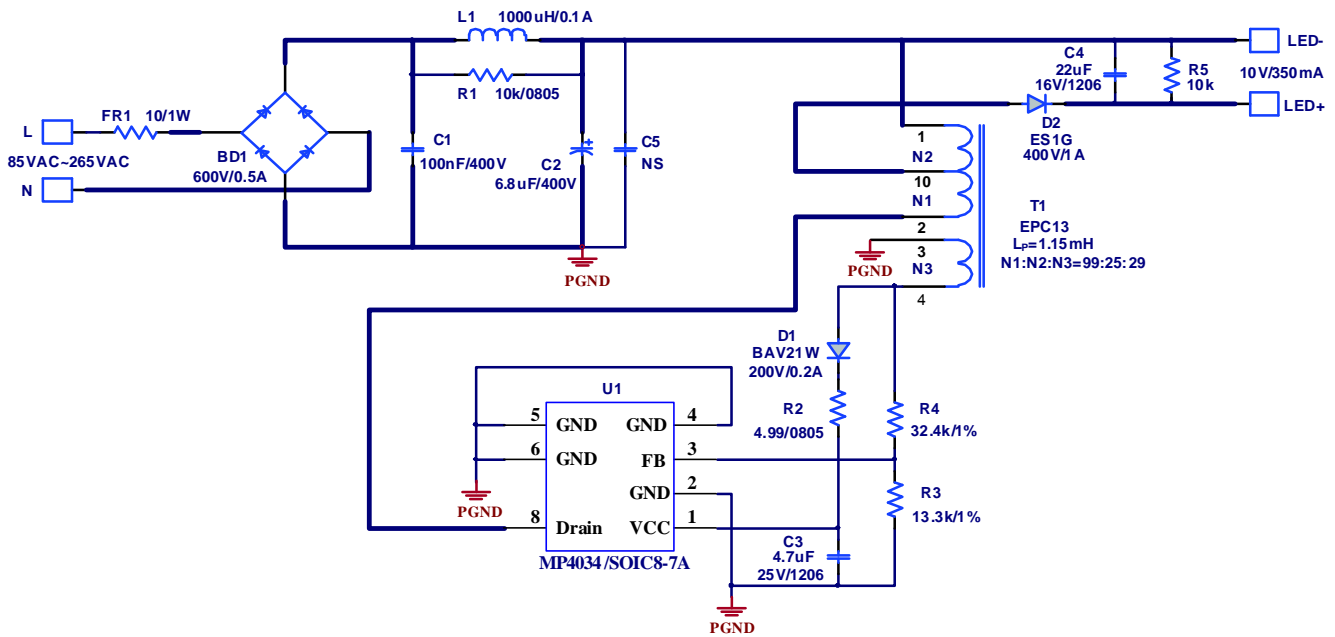 L1 1000uH/0.1A
R1 10k/0805
FR1 10/1W
L
85VAC~265VAC
N
BD1
600V/0.5A
C1
100nF/400V
C2
6.8uF/400V
C5
NS
PGND
C4
22uF
16V/1206
R5
10k
LED-
10V/350mA
LED+
D2
ES1G
400V/1A
1
N2
10
N1
2
3
N3
4
PGND
T1
EPC13
LP=1.15mH
N1:N2:N3=99:25:29
D1
BAV21W
200V/0.2A
R2
4.99/0805
R4
32.4k/1%
R3
13.3k/1%
U1
5 GND GND 4
6 GND FB 3
GND 2
8 Drain VCC 1
MP4034/SOIC8-7A
PGND
C3
4.7uF
25V/1206
PGND